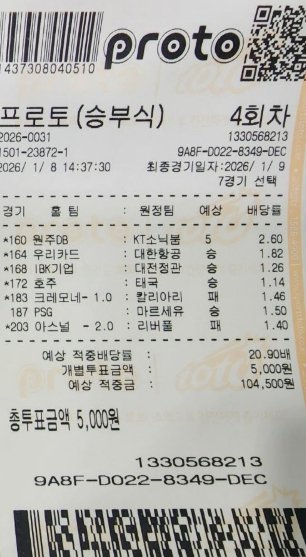 1437308040510
proto
프로토(승부식) 4회차
2026-0031 1330568213
1501-23872-1 9A8F-D022-8349-DEC
2026/ 1/ 8 14:37:30 최종경기일자:2026/ 1/ 9
7경기 선택
경기 홈 팀 : 원정팀 예상 배당률
*160 원주DB : KT소닉붐 5 2.60
*164 우리카드 : 대한항공 승 1.82
*168 IBK기업 : 대전정관 승 1.26
*172 호주 : 태국 승 1.14
*183 크레모네- 1.0 : 칼리아리 패 1.46
187 PSG : 마르세유 승 1.50
*203 아스널 - 2.0 : 리버풀 패 1.40
예상 적중배당률 : 20.90배
개별투표금액 : 5,000원
예상 적중금 : 104,500원
총투표금액 5,000원
1330568213
9A8F-D022-8349-DEC